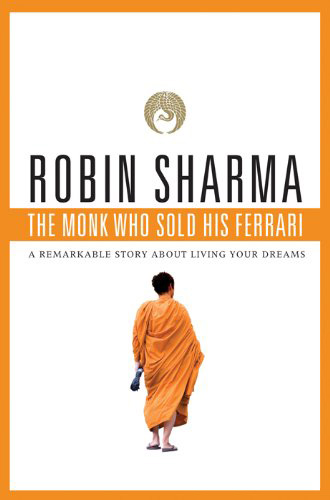 ROBIN SHARMA
THE MONK WHO SOLD HIS FERRARI
A REMARKABLE STORY ABOUT LIVING YOUR DREAMS